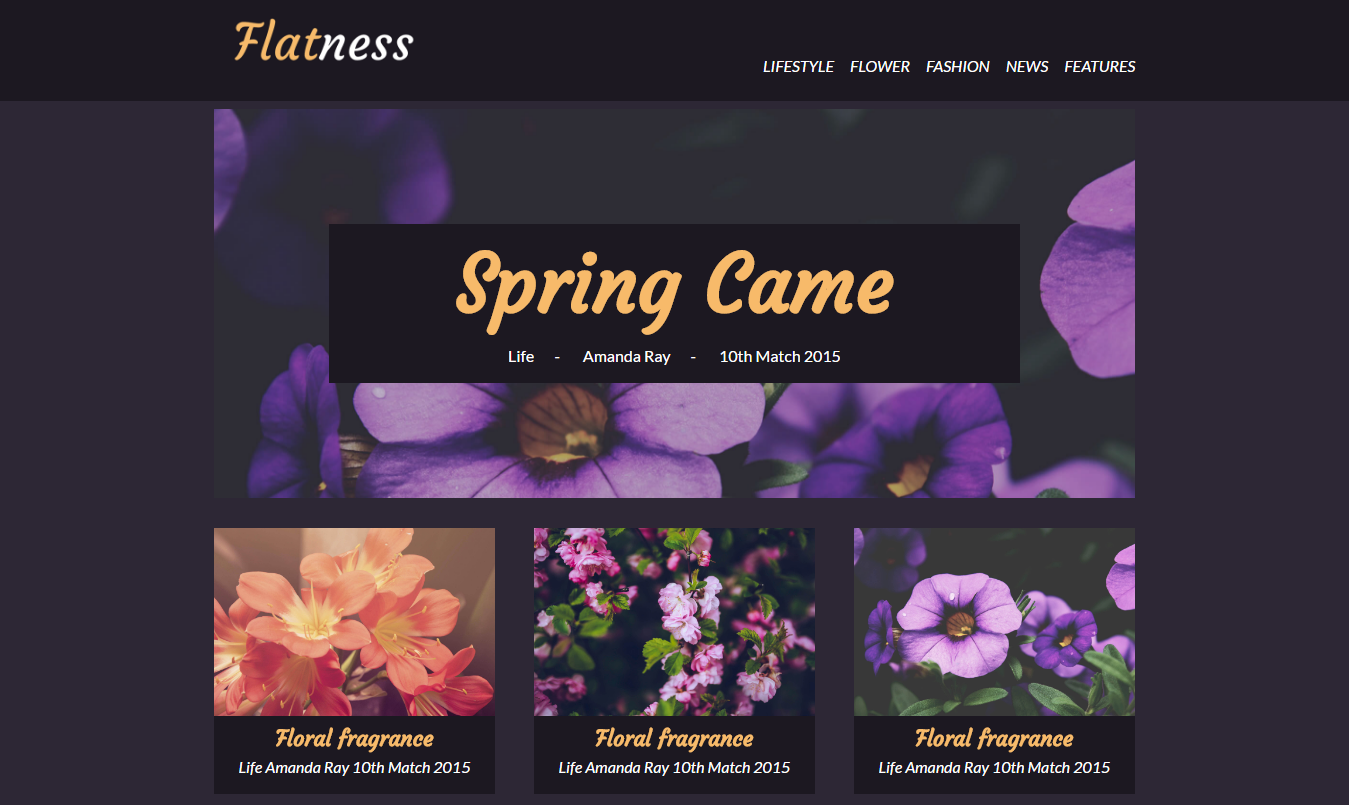 Flatness
LIFESTYLE FLOWER FASHION NEWS FEATURES
Spring Came
Life - Amanda Ray - 10th Match 2015
Floral fragrance
Life Amanda Ray 10th Match 2015
Floral fragrance
Life Amanda Ray 10th Match 2015
Floral fragrance
Life Amanda Ray 10th Match 2015